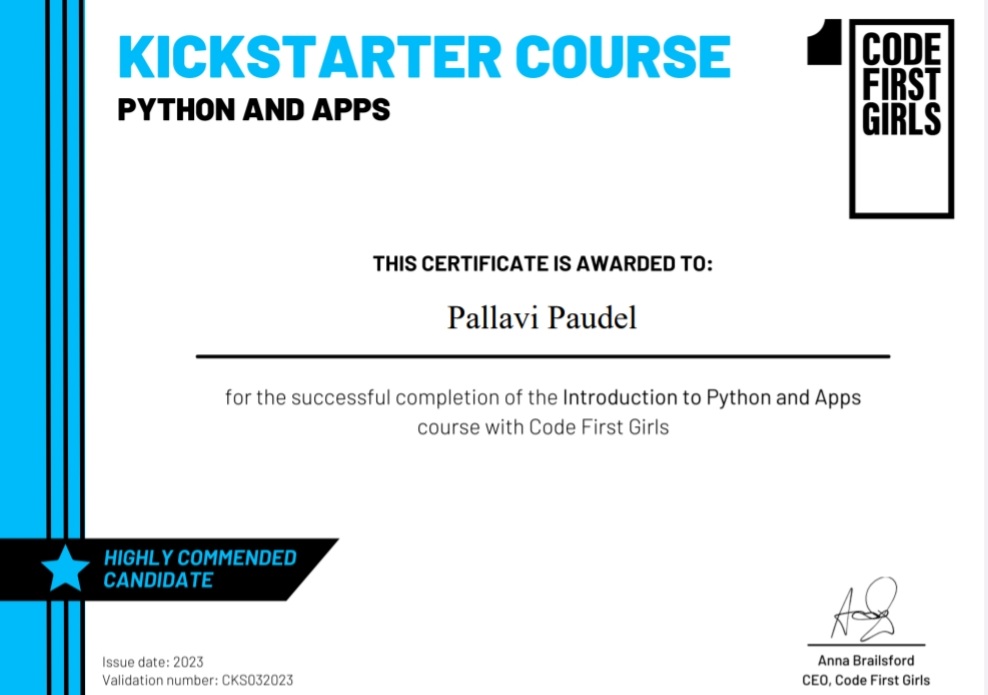 KICKSTARTER COURSE
PYTHON AND APPS
CODE
FIRST
GIRLS
THIS CERTIFICATE IS AWARDED TO:
Pallavi Paudel
for the successful completion of the Introduction to Python and Apps
course with Code First Girls
HIGHLY COMMENDED
CANDIDATE
Issue date: 2023
Validation number: CKS032023
Anna Brailsford
CEO, Code First Girls